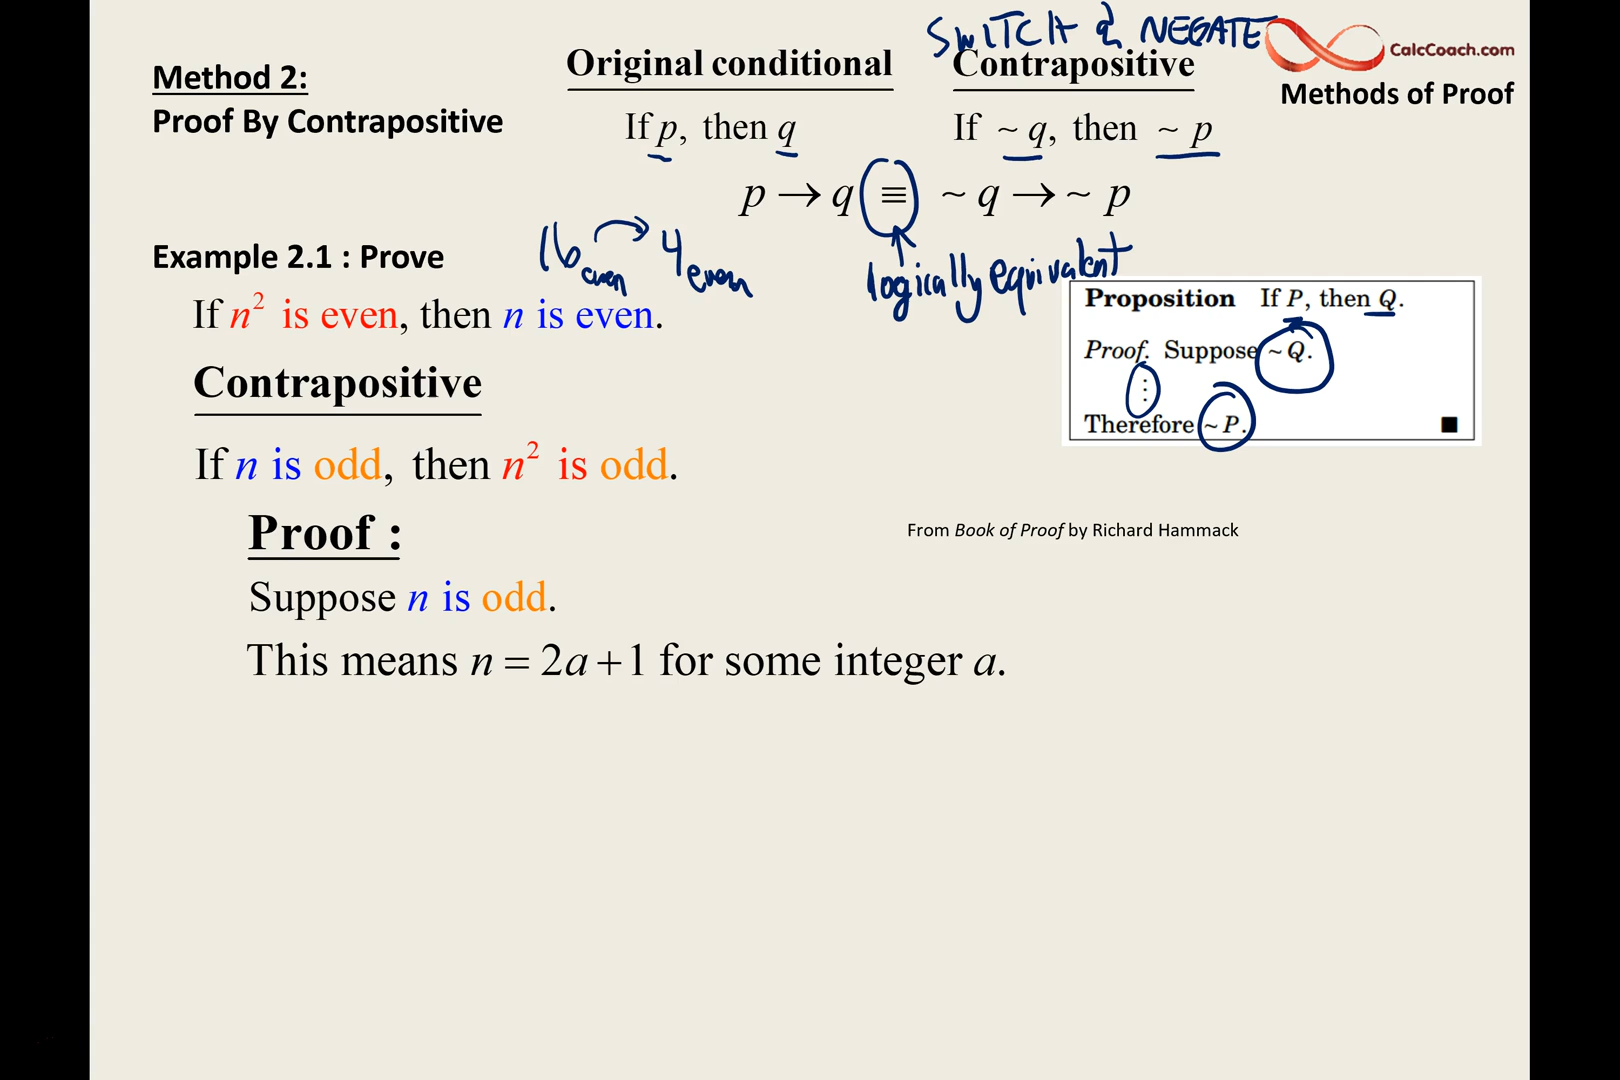 SWITCH & NEGATE
Method 2:
Proof By Contrapositive
Original conditional
Contrapositive
CalcCoach.com
Methods of Proof
If p, then q
If ~ q, then ~ p
p → q ≡ ~ q → ~ p
16 even 4 even
logically equivalent
Example 2.1 : Prove
If n² is even, then n is even.
Contrapositive
If n is odd, then n² is odd.
Proposition If P, then Q.
Proof. Suppose ~ Q.
⋮
Therefore ~ P. ■
From Book of Proof by Richard Hammack
Proof :
Suppose n is odd.
This means n = 2a + 1 for some integer a.